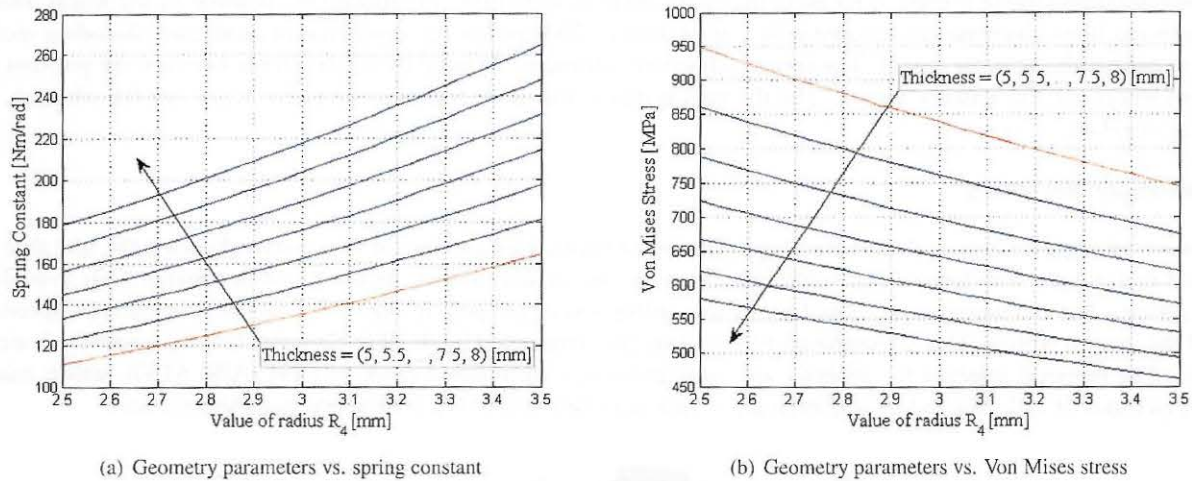 280
260
240
220
200
180
160
140
120
100
Spring Constant [Nm/rad]
Thickness = (5, 5.5, . ., 7 5, 8) [mm]
2 5 2 6 2 7 2 8 2 9 3 3 1 3 2 3 3 3 4 3 5
Value of radius R4 [mm]
(a) Geometry parameters vs. spring constant
1000
950
900
850
800
750
700
650
600
550
500
450
Von Mises Stress [MPa]
Thickness = (5, 5 5, . . , 7 5, 8) [mm]
2 5 2 6 2 7 2 8 2 9 3 3 1 3 2 3 3 3 4 3 5
Value of radius R4 [mm]
(b) Geometry parameters vs. Von Mises stress